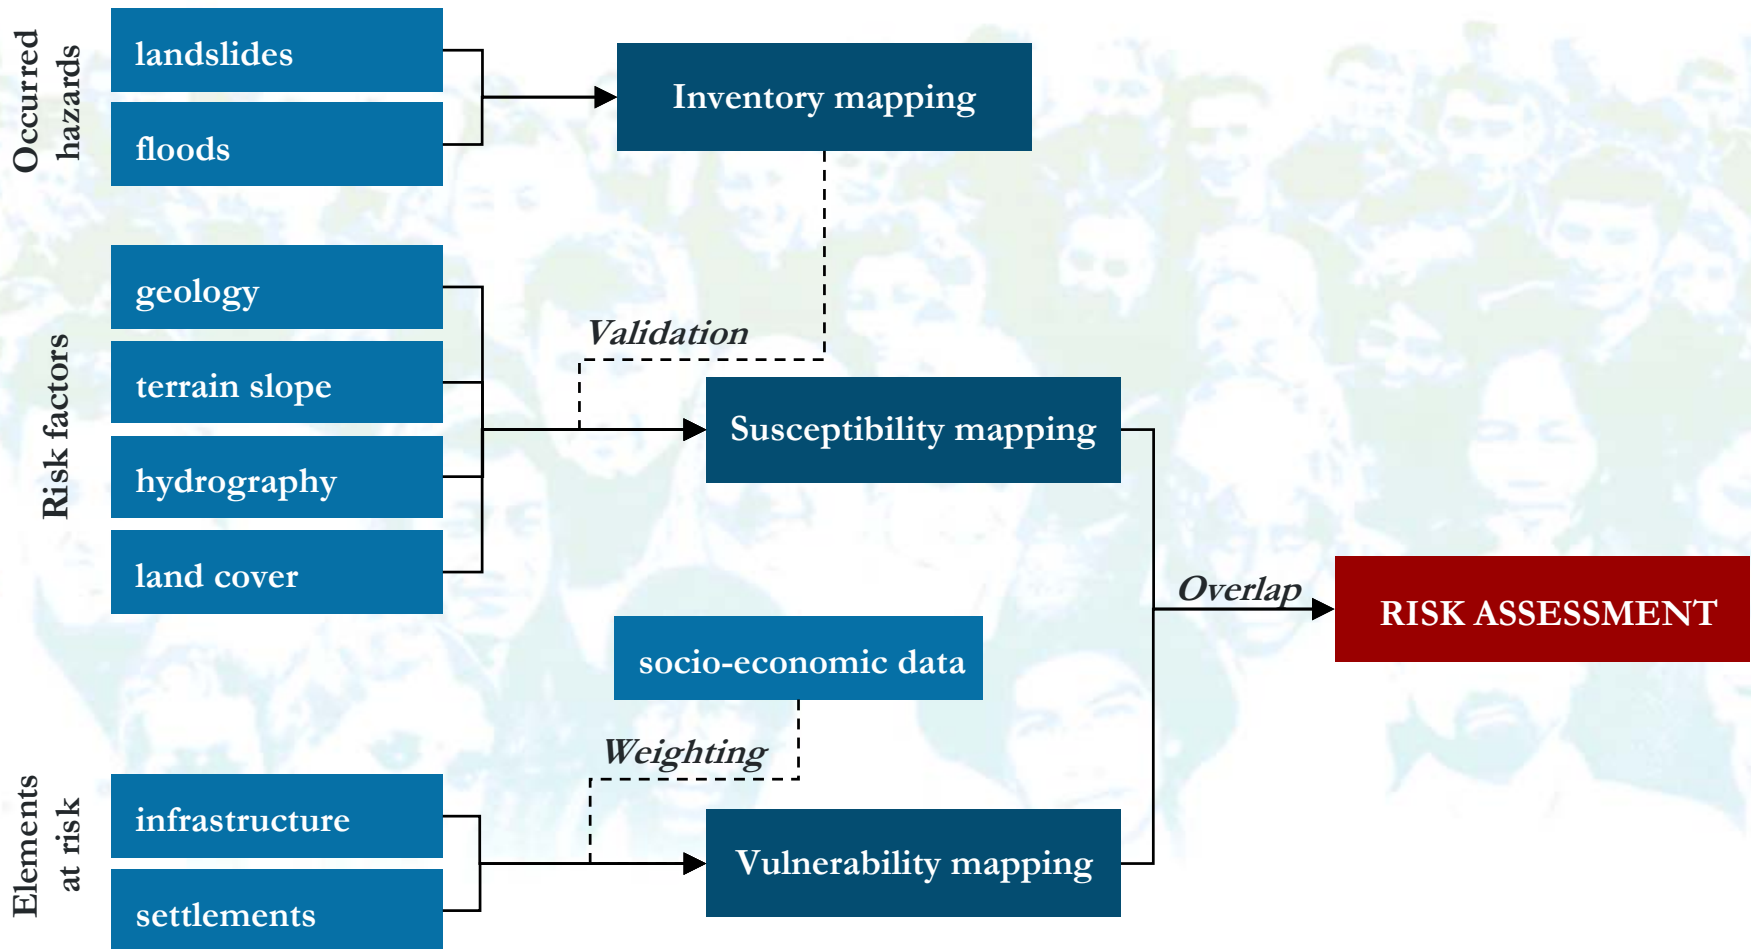 Occurred
hazards
landslides
floods
Inventory mapping
Risk factors
geology
terrain slope
hydrography
land cover
Validation
Susceptibility mapping
Overlap
RISK ASSESSMENT
socio-economic data
Weighting
Elements
at risk
infrastructure
settlements
Vulnerability mapping